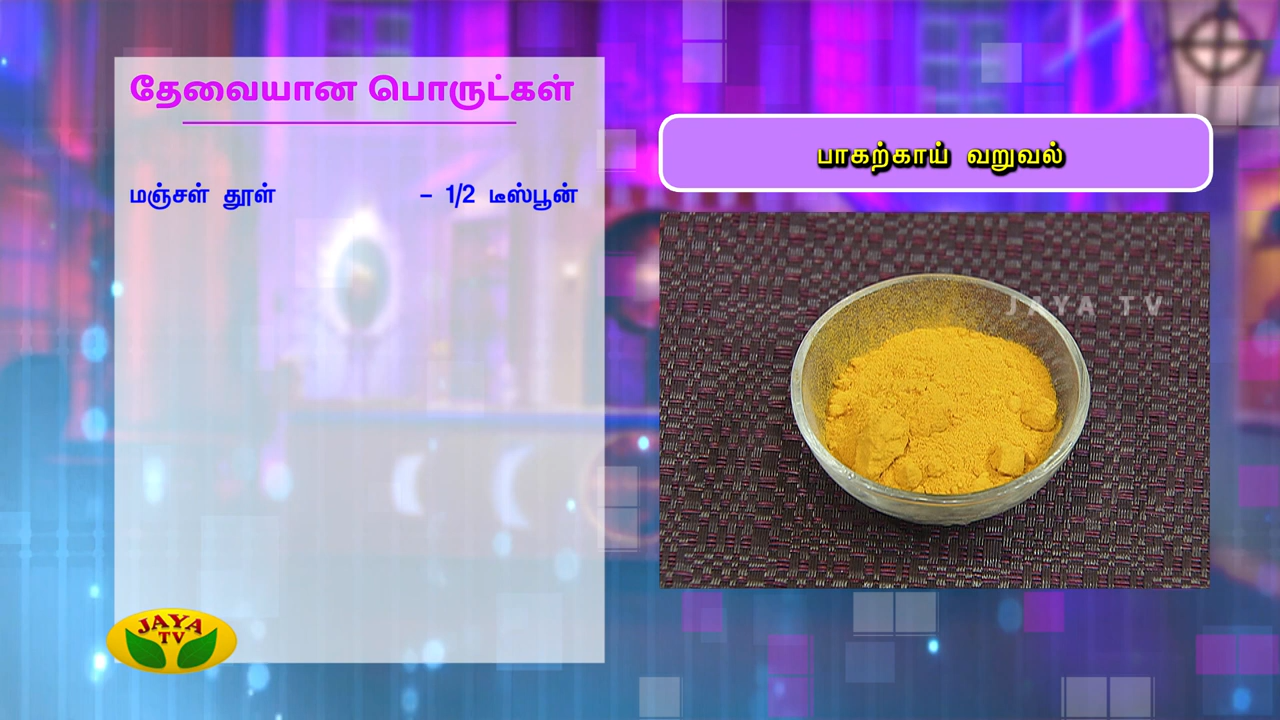 தேவையான பொருட்கள்
மஞ்சள் தூள் – 1/2 டீஸ்பூன்
பாகற்காய் வறுவல்
JAYA TV
JAYA
TV